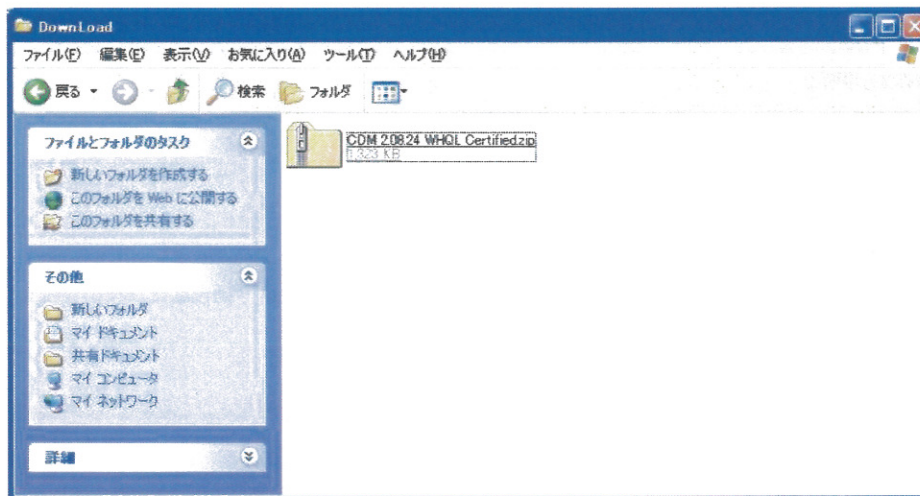 DownLoad
ファイル(F) 編集(E) 表示(V) お気に入り(A) ツール(T) ヘルプ(H)
戻る 検索 フォルダ
ファイルとフォルダのタスク
新しいフォルダを作成する
このフォルダを Web に公開する
このフォルダを共有する
その他
新しいフォルダ
マイ ドキュメント
共有ドキュメント
マイ コンピュータ
マイ ネットワーク
詳細
CDM 2.08.24 WHQL Certified.zip
1,323 KB